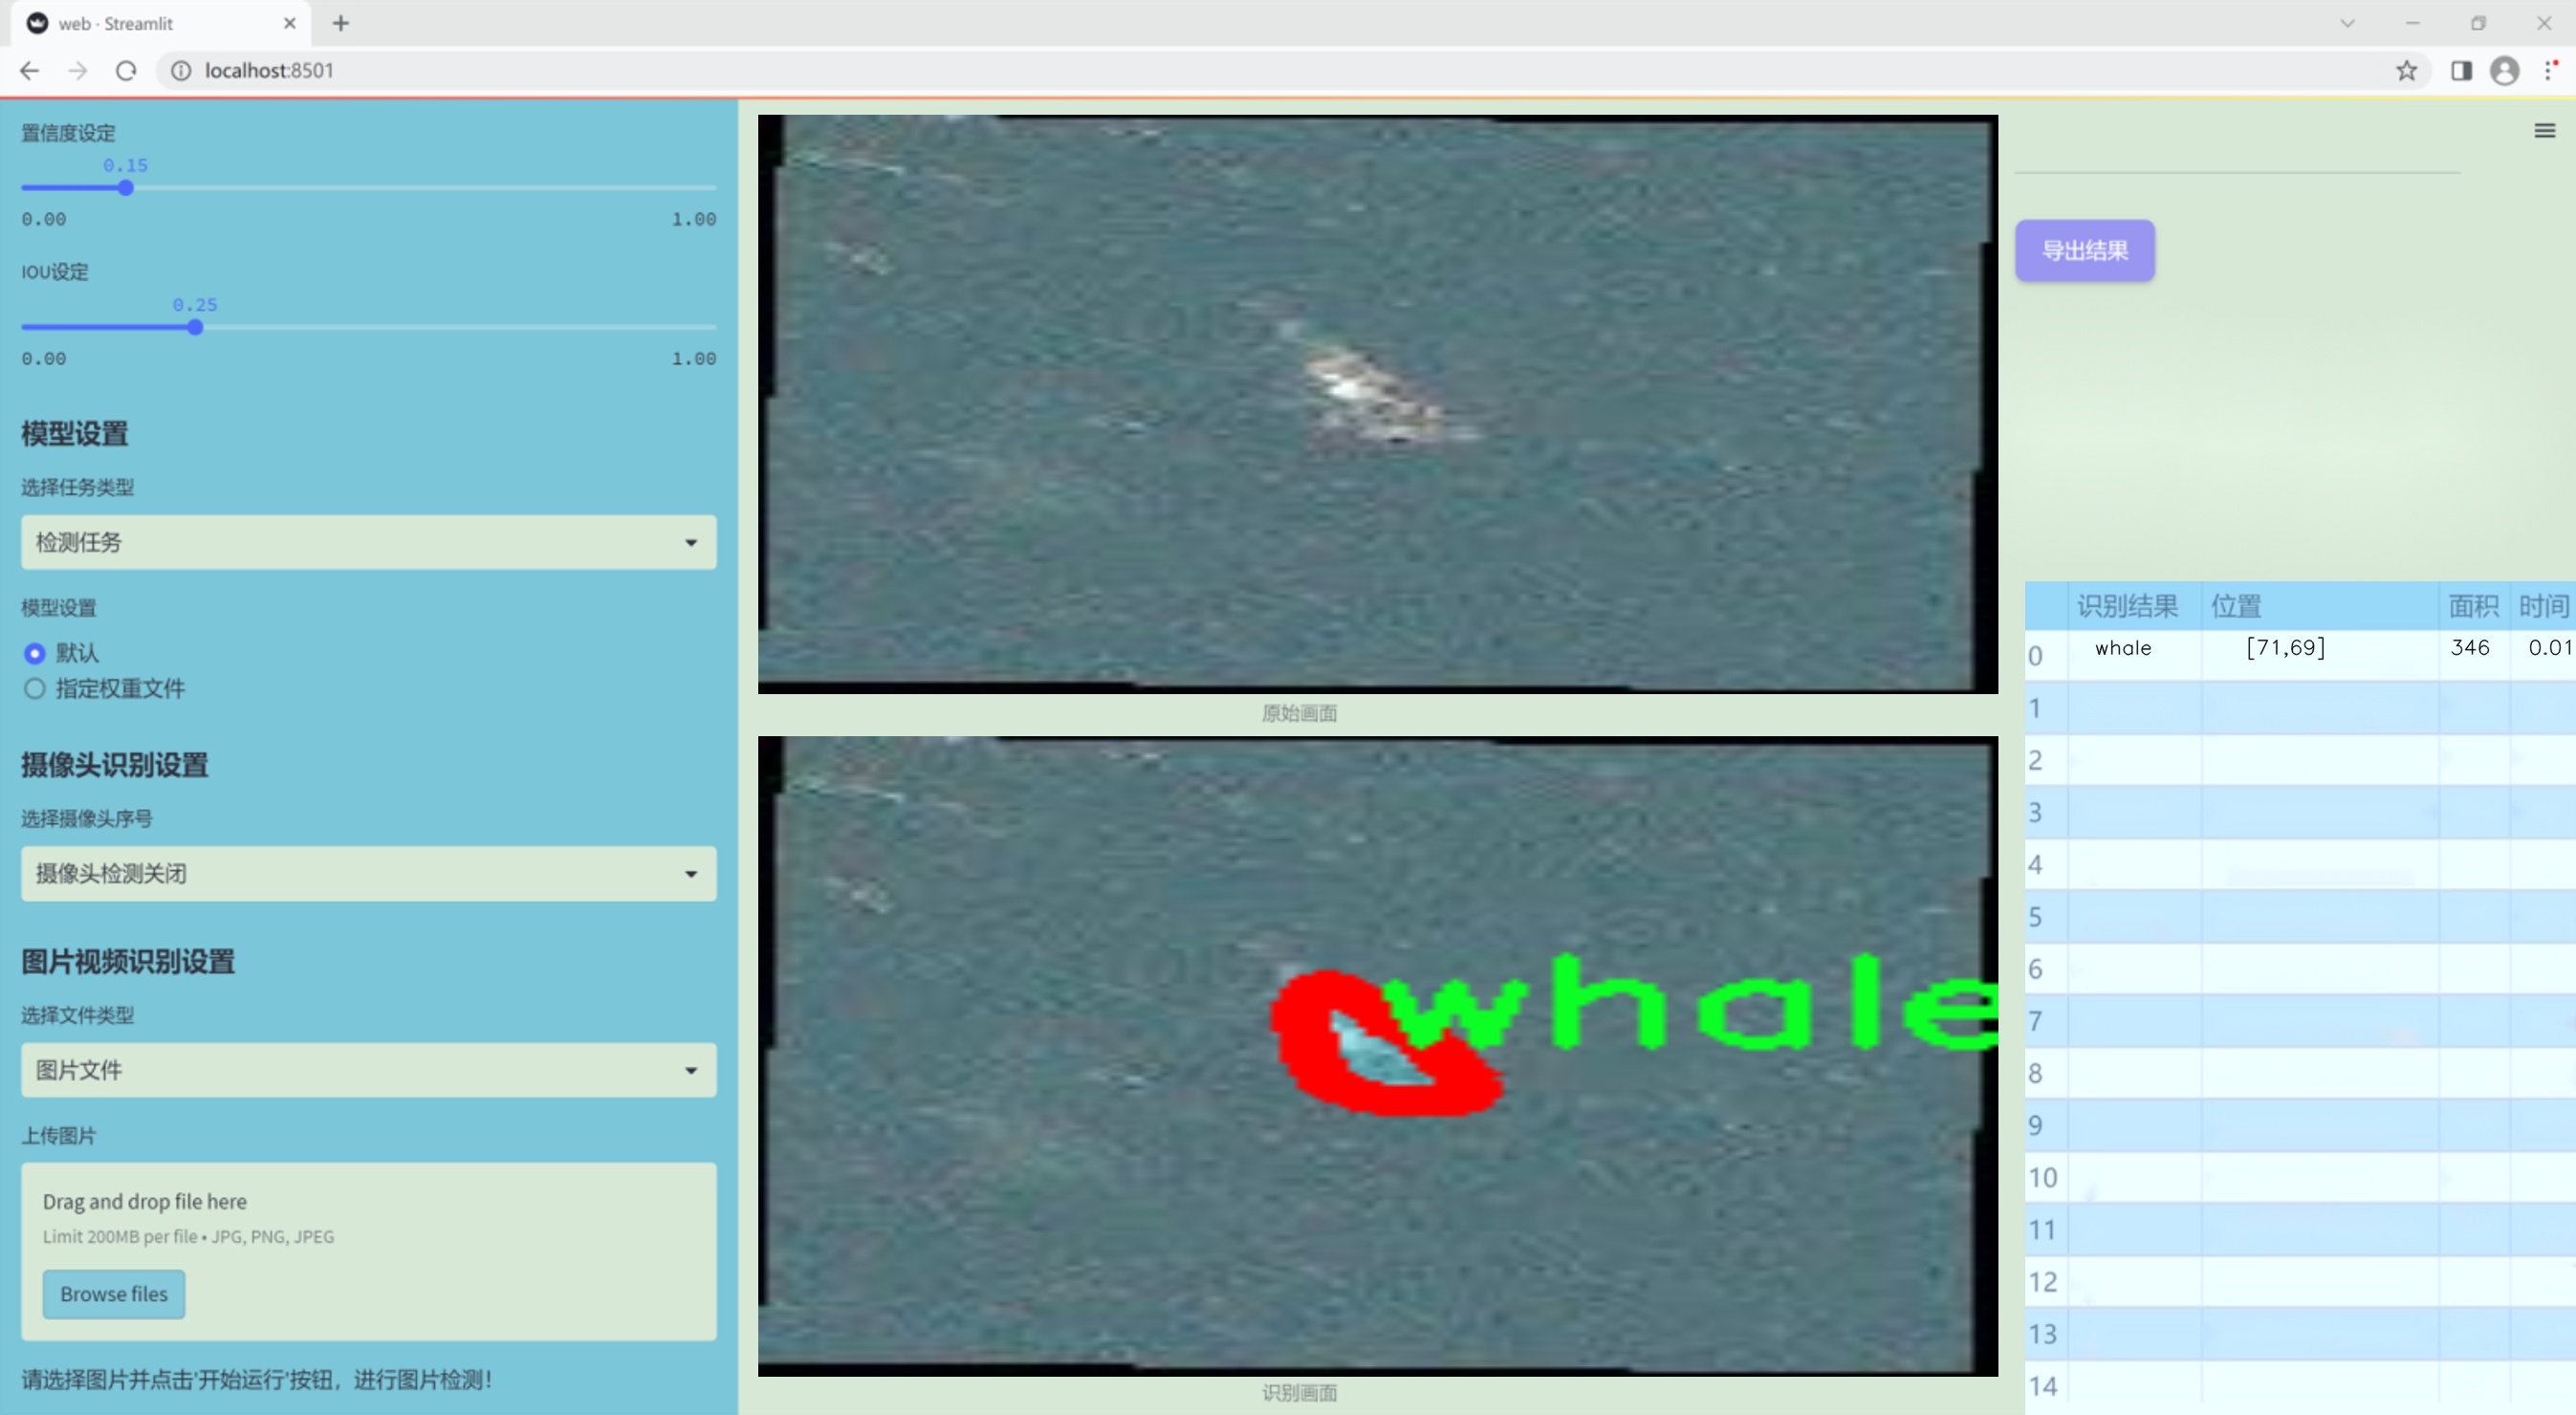 web · Streamlit
localhost:8501
置信度设定
0.15
0.00 1.00
IOU设定
0.25
0.00 1.00
模型设置
选择任务类型
检测任务
模型设置
默认
指定权重文件
摄像头识别设置
选择摄像头序号
摄像头检测关闭
图片视频识别设置
选择文件类型
图片文件
上传图片
Drag and drop file here
Limit 200MB per file • JPG, PNG, JPEG
Browse files
请选择图片并点击'开始运行'按钮，进行图片检测！
原始画面
whale
识别画面
导出结果
识别结果 位置 面积 时间
0 whale [71,69] 346 0.01
1
2
3
4
5
6
7
8
9
10
11
12
13
14